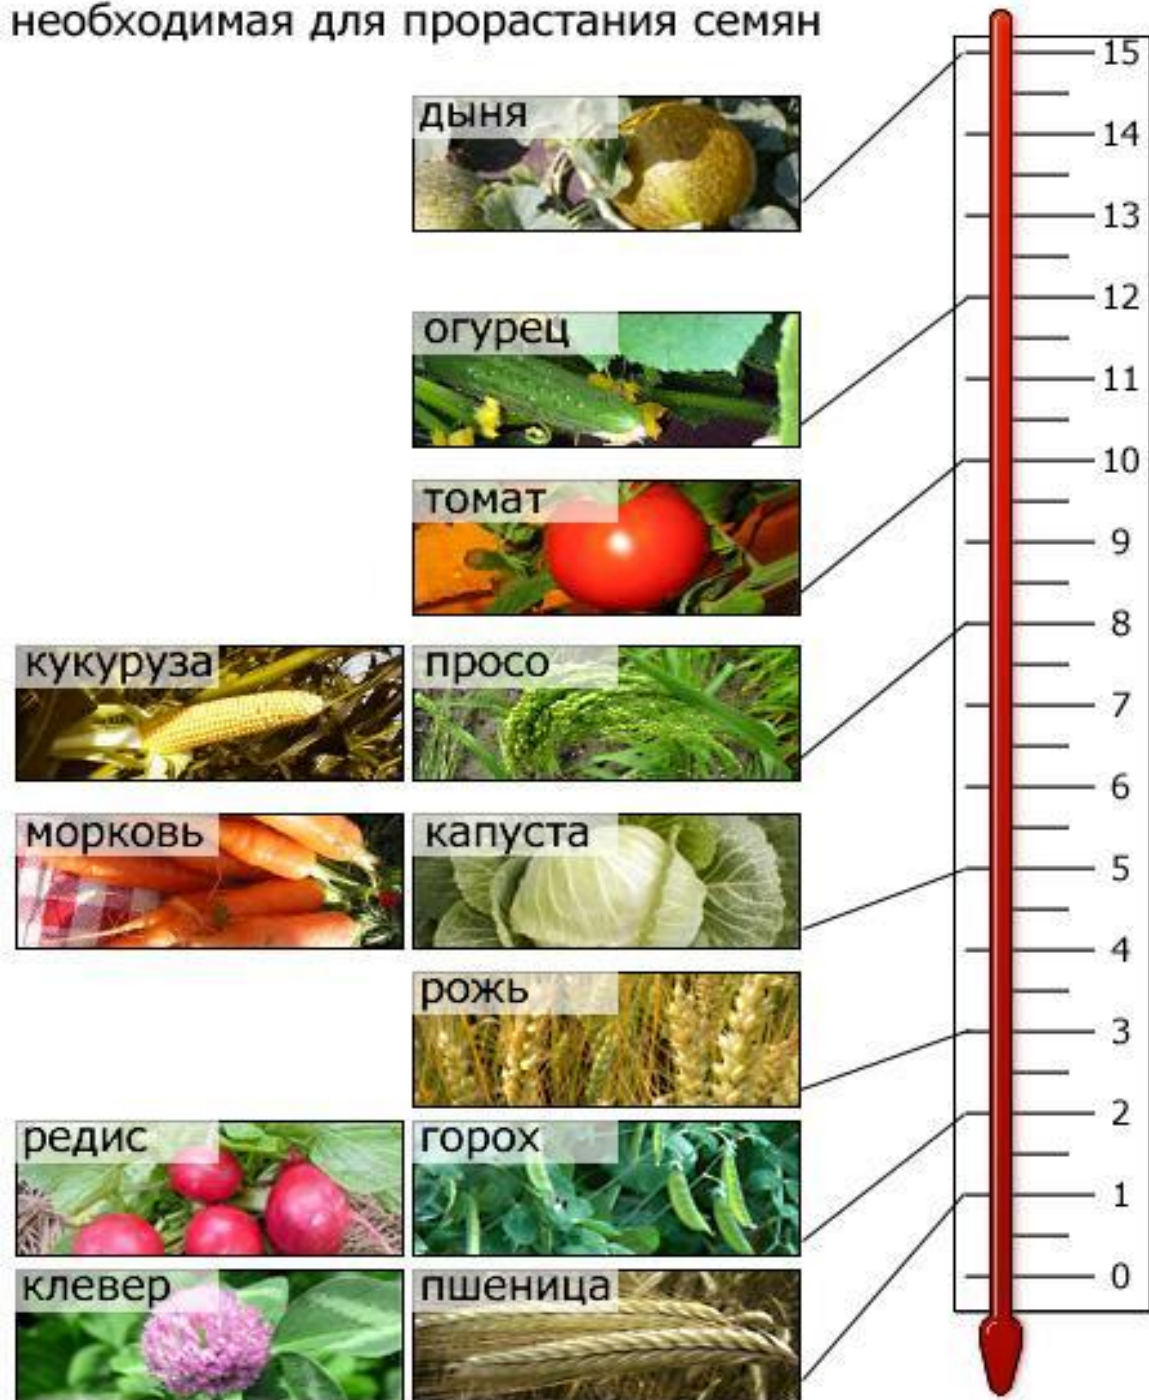 необходимая для прорастания семян
15
дыня
14
13
12
огурец
11
10
томат
9
8
кукуруза просо
7
6
морковь капуста
5
4
рожь
3
2
редис горох
1
0
клевер пшеница